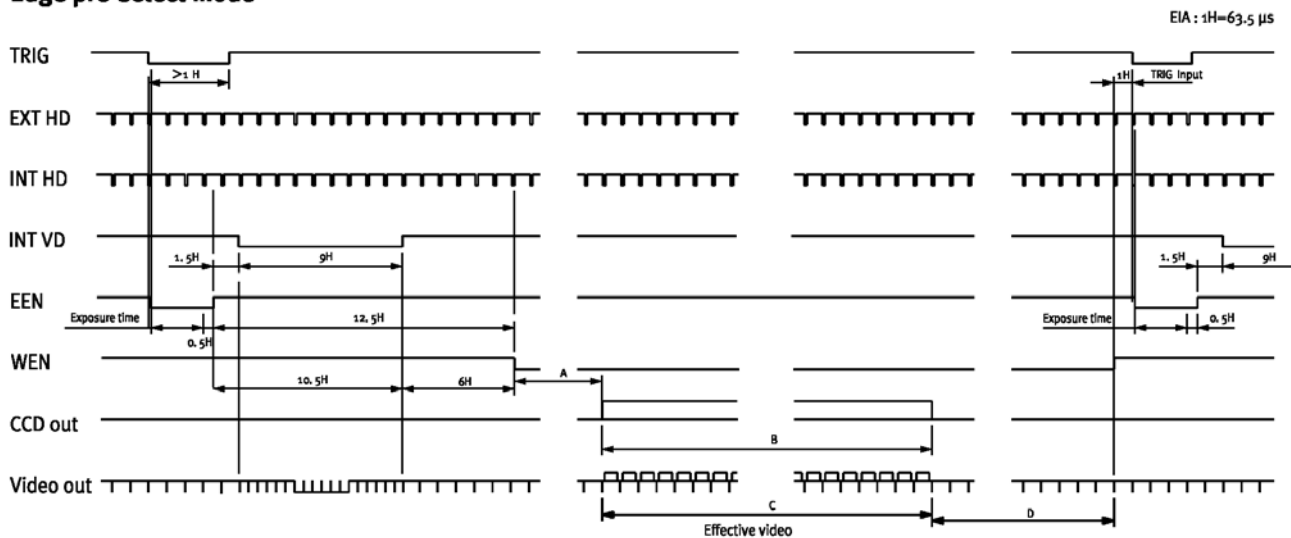 EIA : 1H=63.5 µs
TRIG
>1 H
1H
TRIG Input
EXT HD
INT HD
INT VD
1. 5H
9H
1. 5H
9H
EEN
Exposure time
0. 5H
12. 5H
Exposure time
0. 5H
WEN
10. 5H
6H
A
CCD out
B
Video out
C
D
Effective video